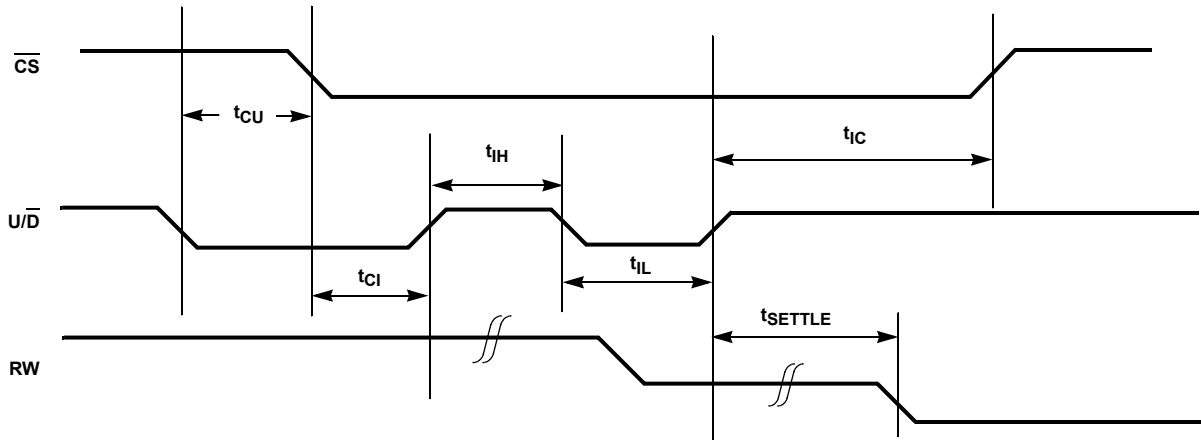 CS
tCU
tIC
tIH
U/D
tCI
tIL
tSETTLE
RW